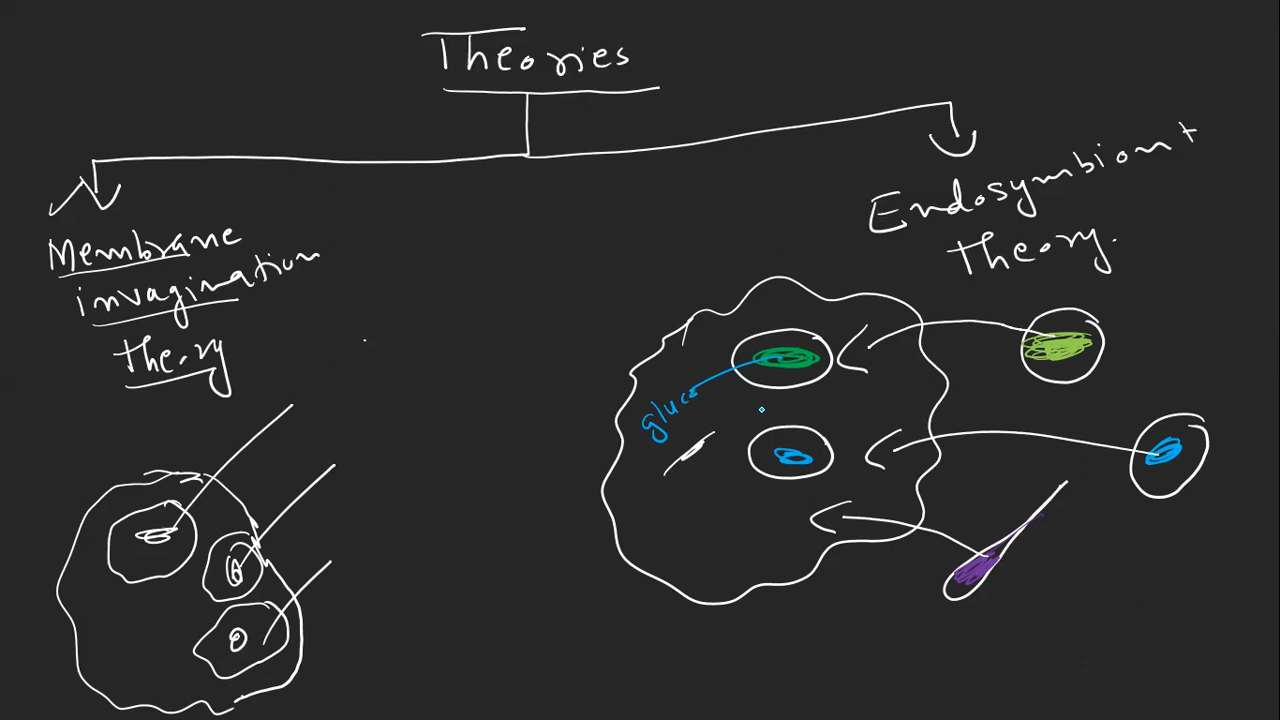 Theories
Membrane
invagination
theory
Endosymbiont
theory.
gluc